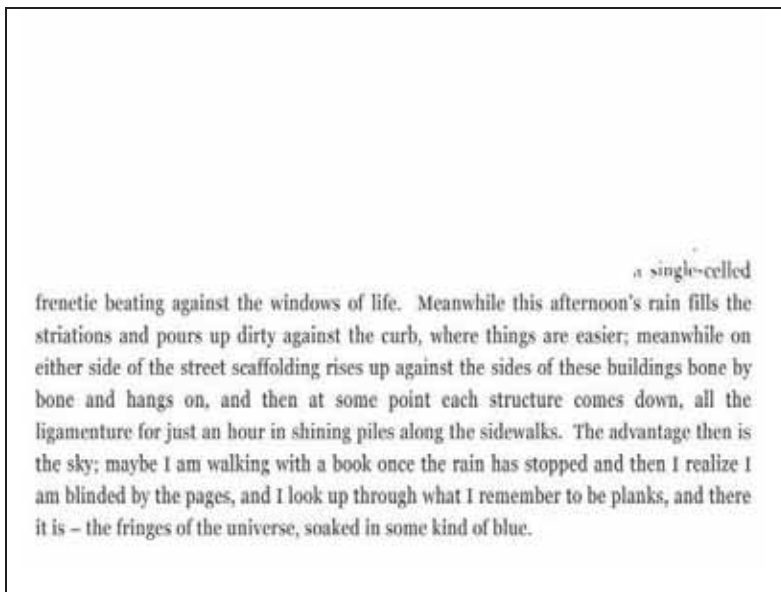 a single-celled
frenetic beating against the windows of life.  Meanwhile this afternoon's rain fills the
striations and pours up dirty against the curb, where things are easier; meanwhile on
either side of the street scaffolding rises up against the sides of these buildings bone by
bone and hangs on, and then at some point each structure comes down, all the
ligamenture for just an hour in shining piles along the sidewalks.  The advantage then is
the sky; maybe I am walking with a book once the rain has stopped and then I realize I
am blinded by the pages, and I look up through what I remember to be planks, and there
it is – the fringes of the universe, soaked in some kind of blue.